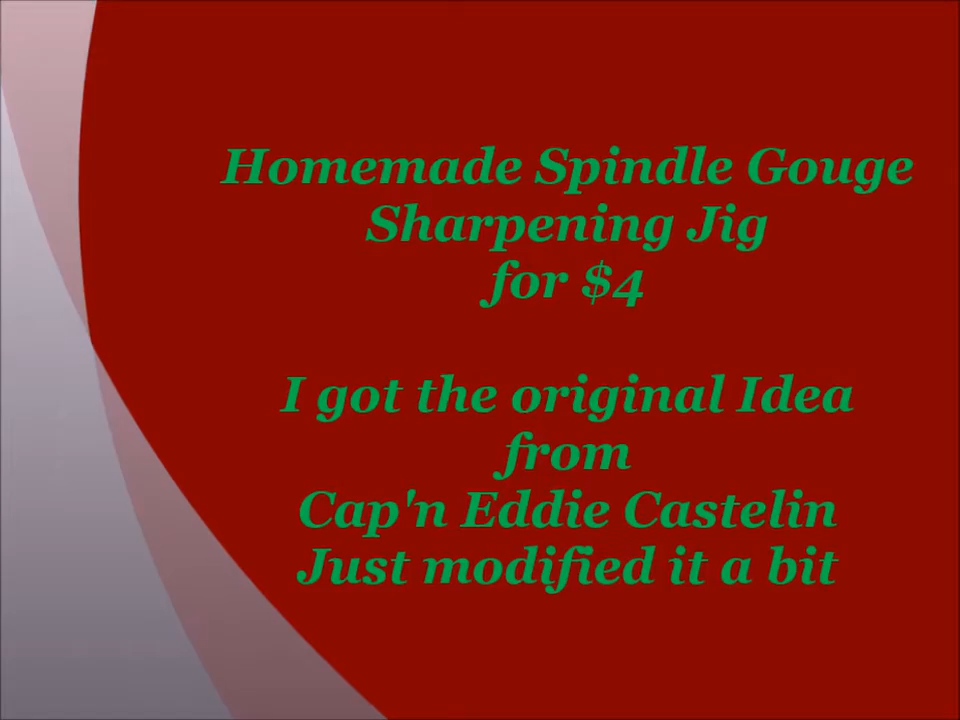 Homemade Spindle Gouge
Sharpening Jig
for $4
I got the original Idea
from
Cap'n Eddie Castelin
Just modified it a bit